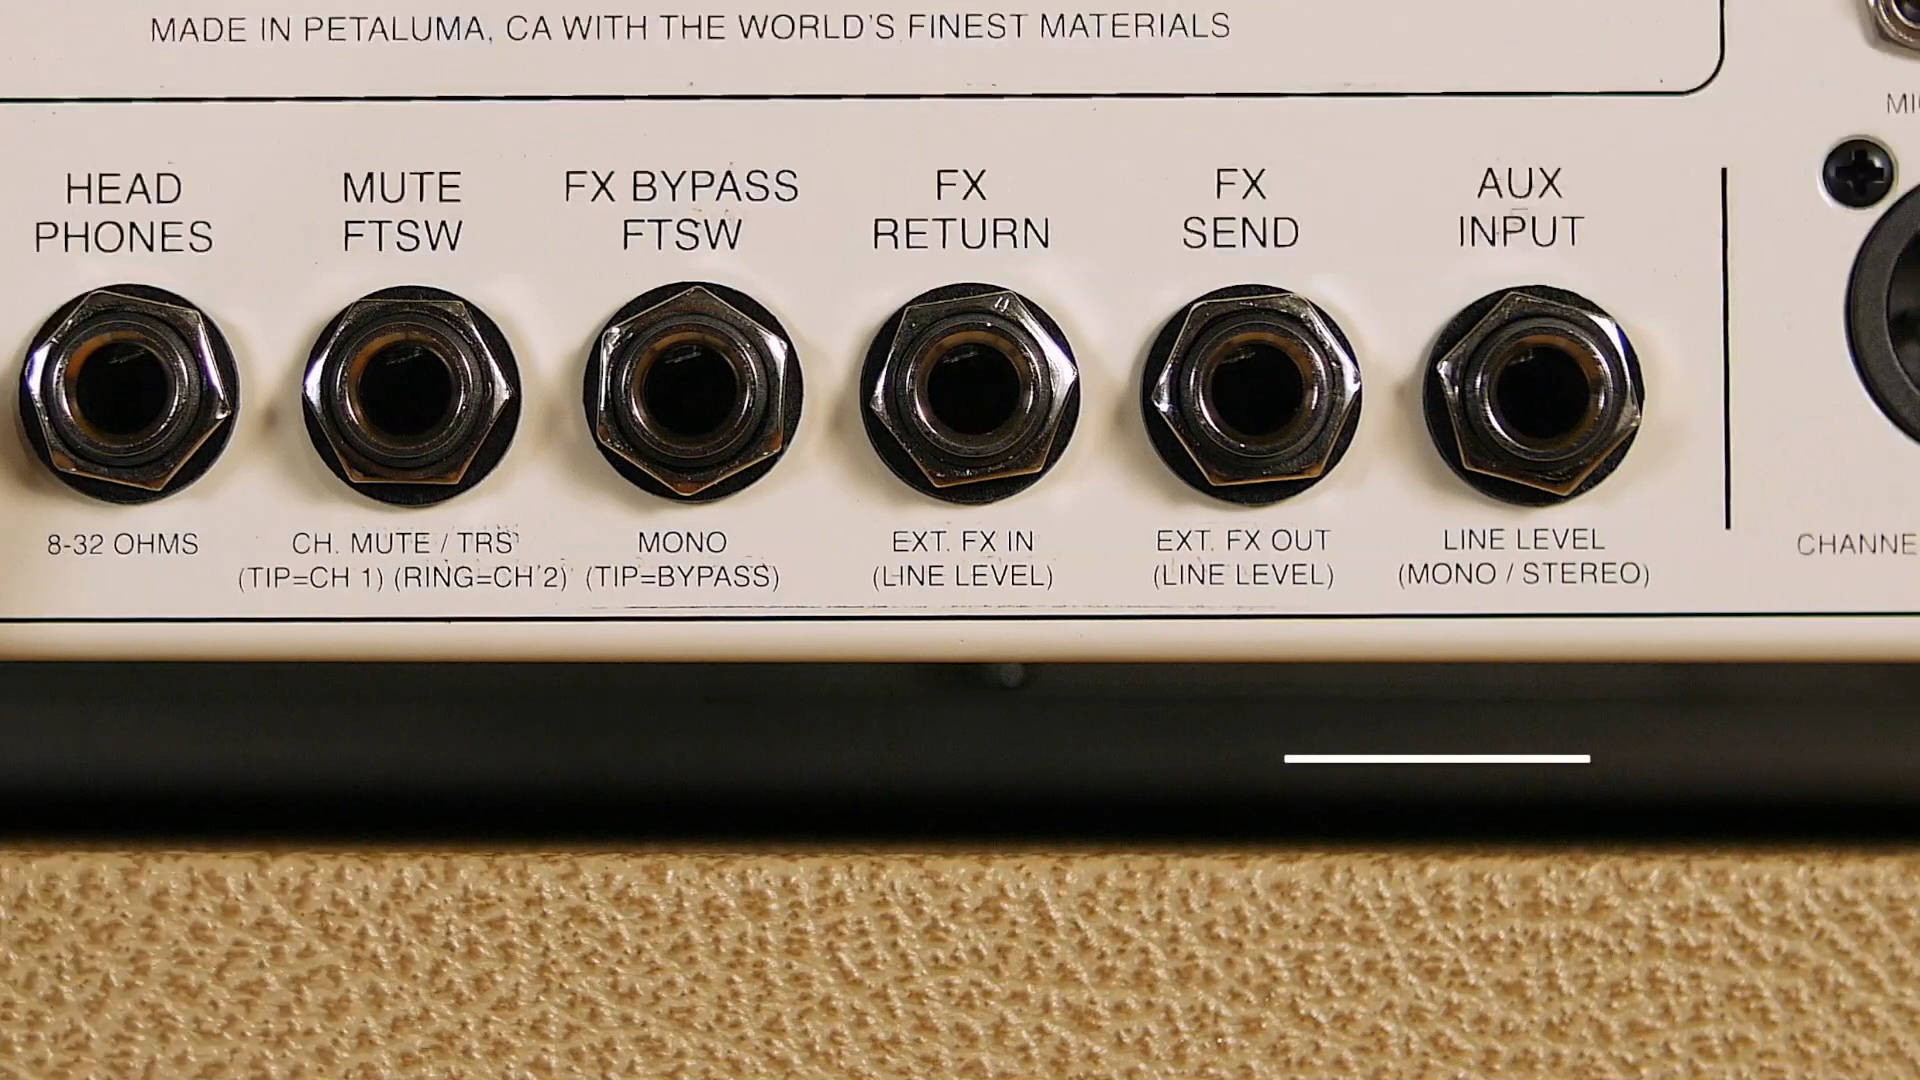 MADE IN PETALUMA, CA WITH THE WORLD'S FINEST MATERIALS
HEAD
PHONES
MUTE
FTSW
FX BYPASS
FTSW
FX
RETURN
FX
SEND
AUX
INPUT
8-32 OHMS
CH. MUTE / TRS
(TIP=CH 1) (RING=CH 2)
MONO
(TIP=BYPASS)
EXT. FX IN
(LINE LEVEL)
EXT. FX OUT
(LINE LEVEL)
LINE LEVEL
(MONO / STEREO)